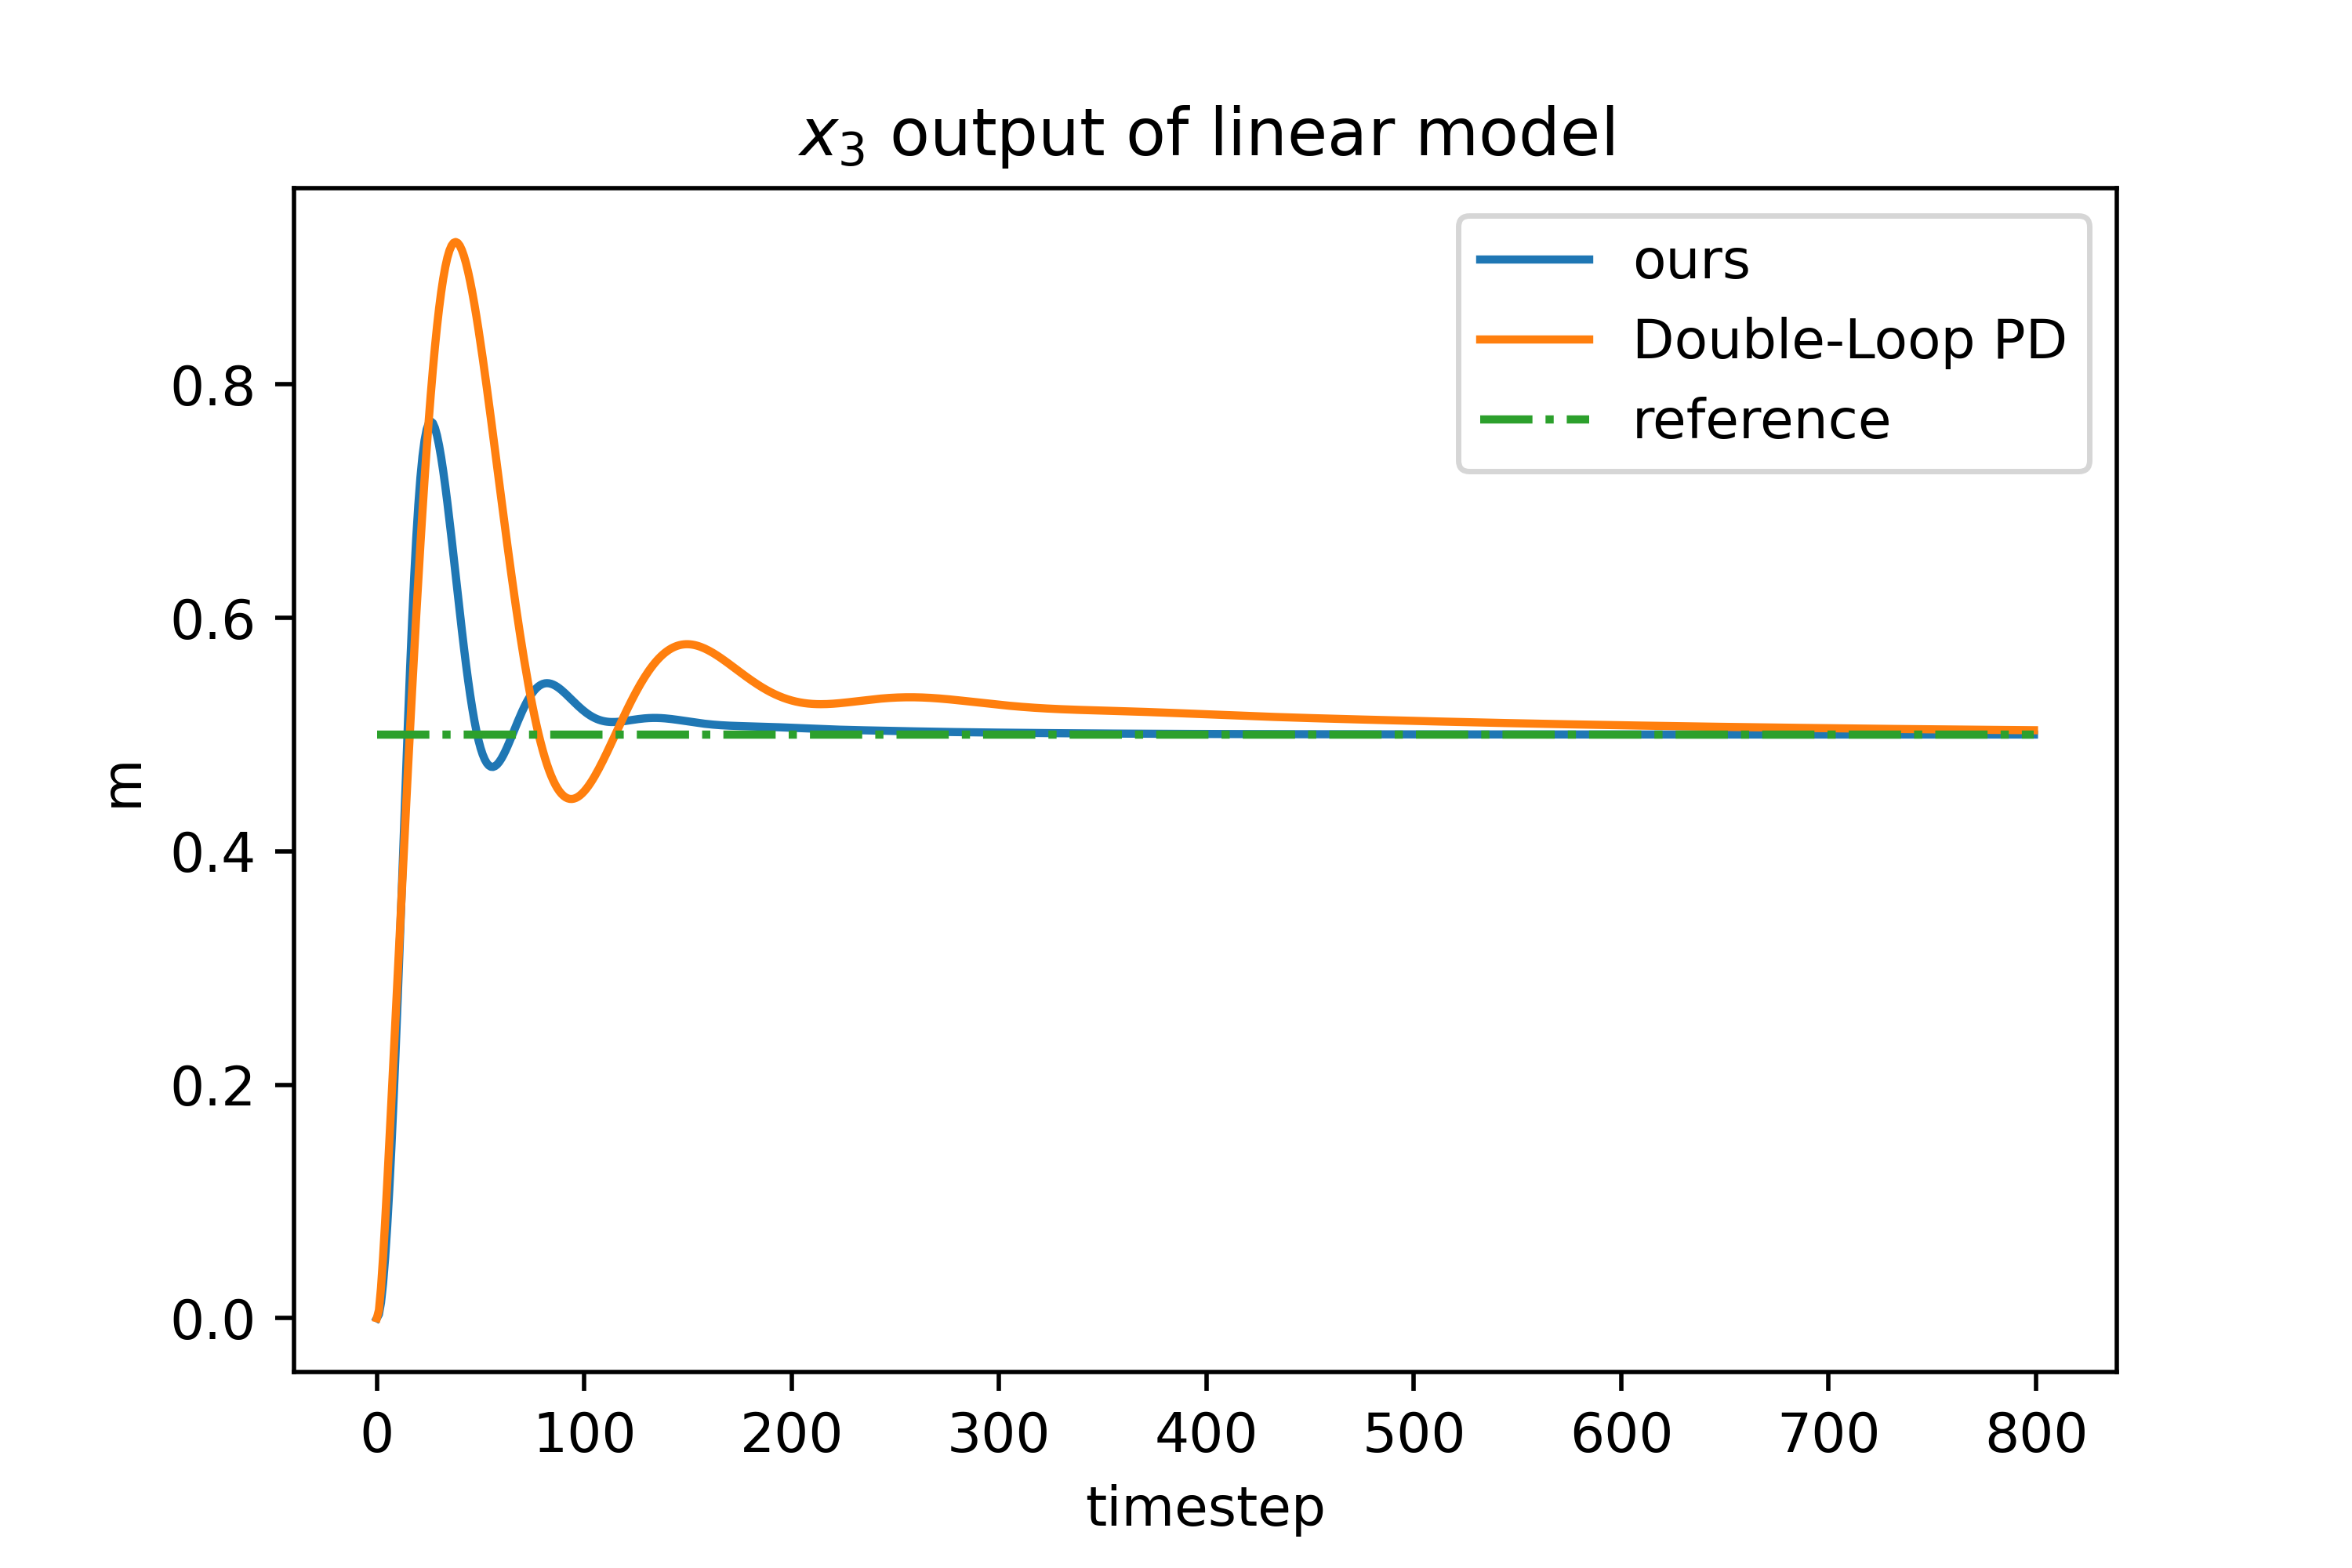 x₃ output of linear model
ours
Double-Loop PD
reference
0.8
0.6
0.4
0.2
0.0
m
0 100 200 300 400 500 600 700 800
timestep